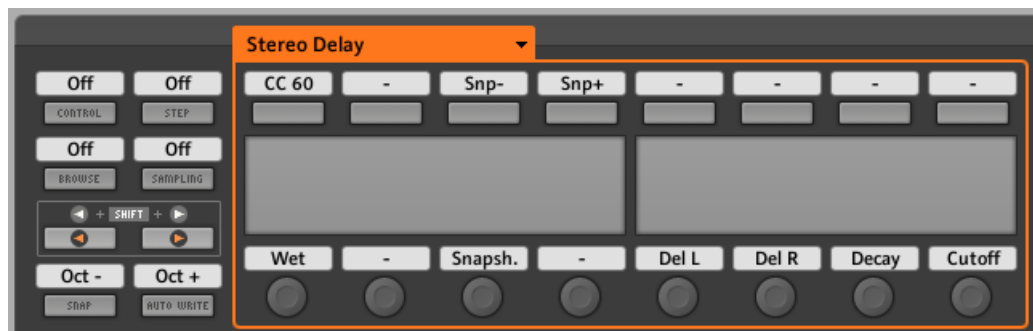 Stereo Delay
Off Off CC 60 - Snp- Snp+ - - - -
CONTROL STEP
Off Off
BROWSE SAMPLING
+ SHIFT +
Wet - Snapsh. - Del L Del R Decay Cutoff
Oct - Oct +
SNAP AUTO WRITE